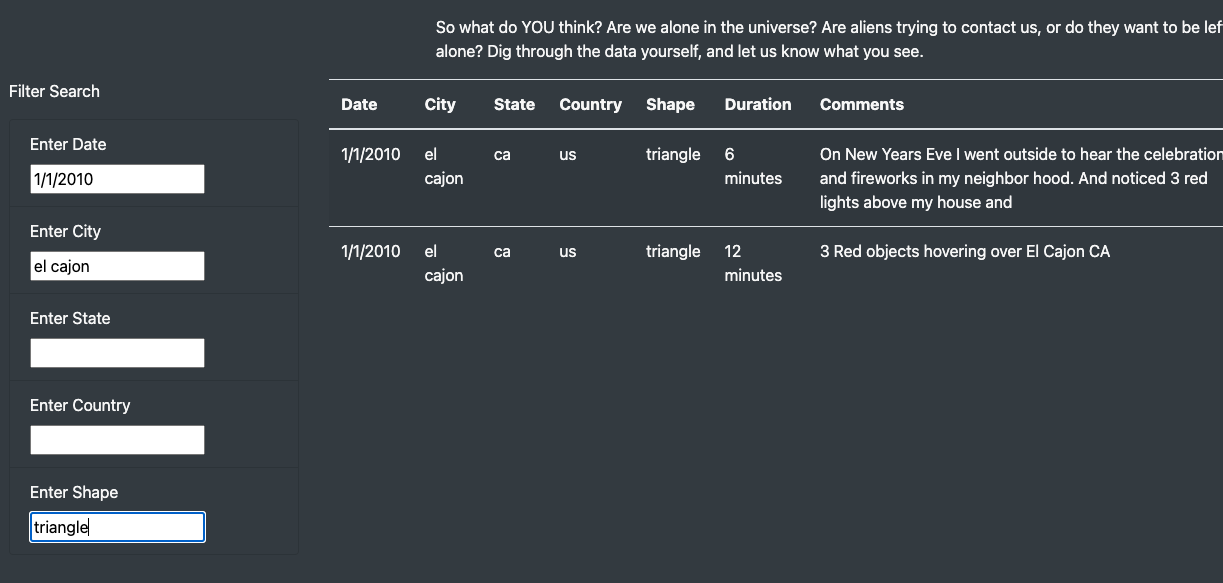 So what do YOU think? Are we alone in the universe? Are aliens trying to contact us, or do they want to be lef
alone? Dig through the data yourself, and let us know what you see.
Filter Search
Enter Date
1/1/2010
Enter City
el cajon
Enter State
Enter Country
Enter Shape
triangle
Date City State Country Shape Duration Comments
1/1/2010 el ca us triangle 6 On New Years Eve I went outside to hear the celebration
cajon minutes and fireworks in my neighbor hood. And noticed 3 red
lights above my house and
1/1/2010 el ca us triangle 12 3 Red objects hovering over El Cajon CA
cajon minutes